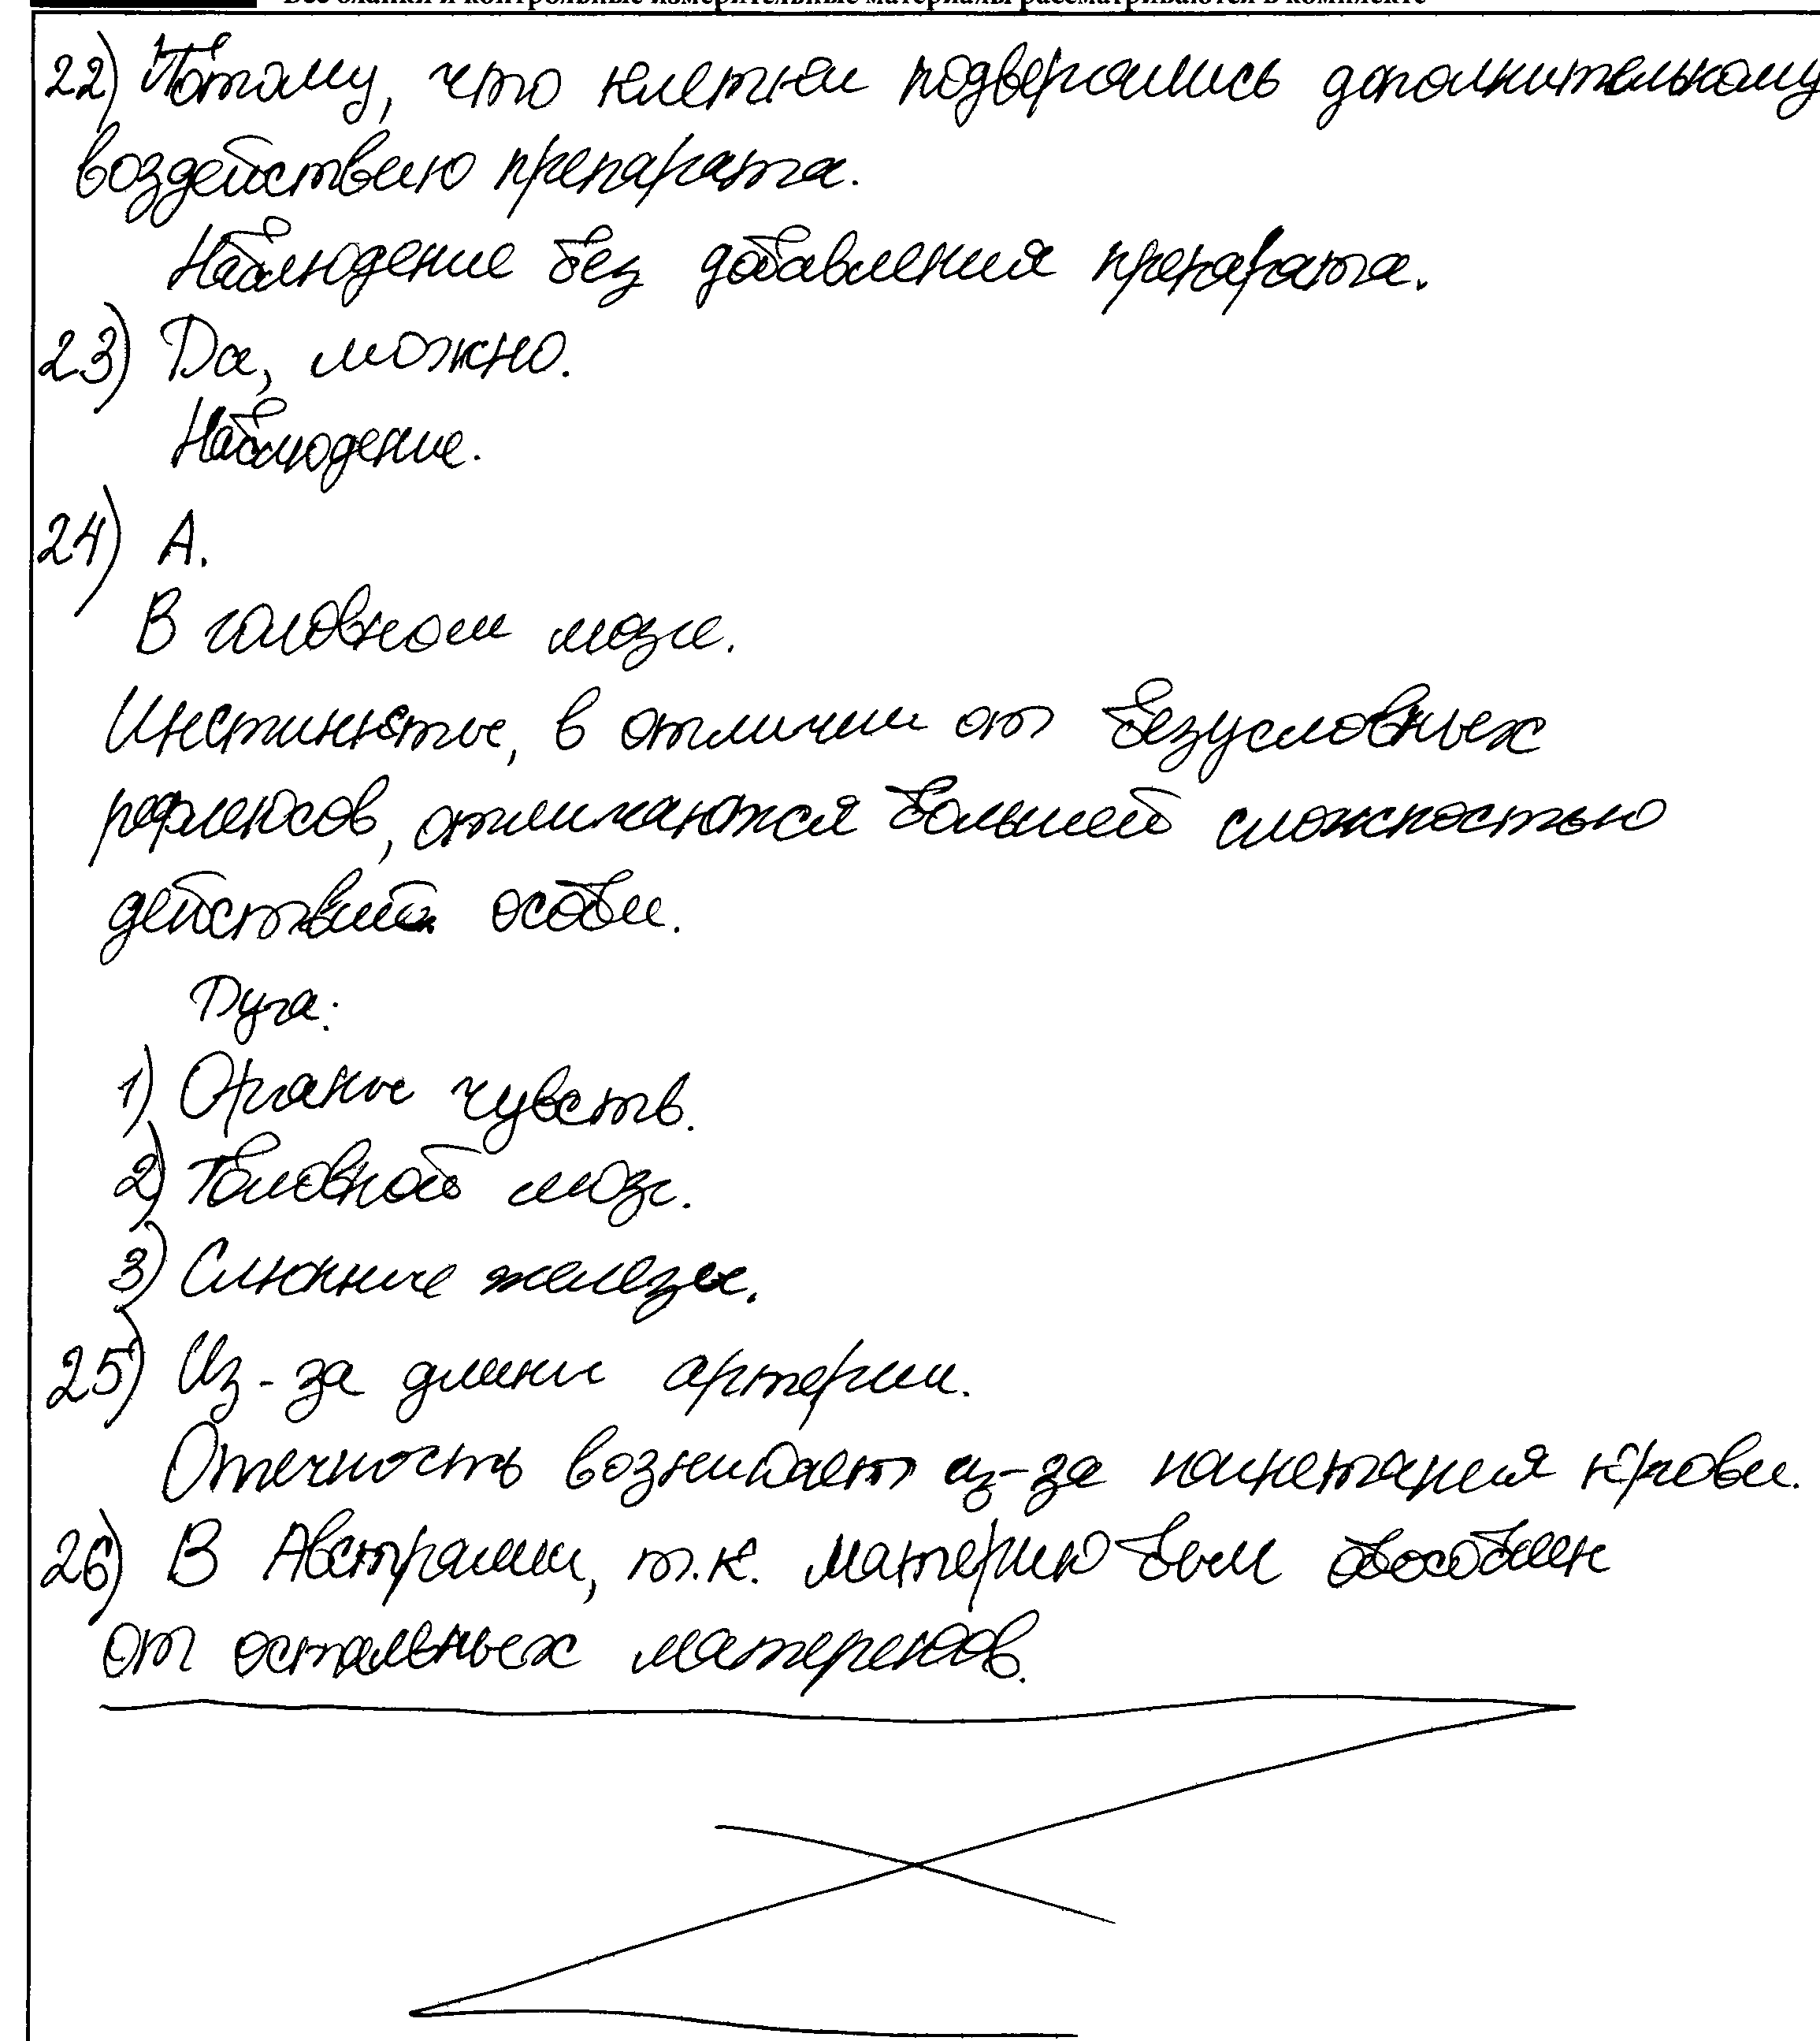 Все бланки и контрольные измерительные материалы рассматриваются в комплекте
22) Потому, что клетки подверглись дополнительному
воздействию препарата.
Наблюдение без добавления препарата.
23) Да, можно.
Наблюдение.
24) А.
В головном мозге.
Инстинкты, в отличии от безусловных
рефлексов, отличаются большей сложностью
действий особи.
Дуга:
1) Органы чувств.
2) Головной мозг.
3) Слюнные железы.
25) Из-за длины артерии.
Отечность возникает из-за нагнетания крови.
26) В Австралии, т.к. материк был обособлен
от остальных материков.